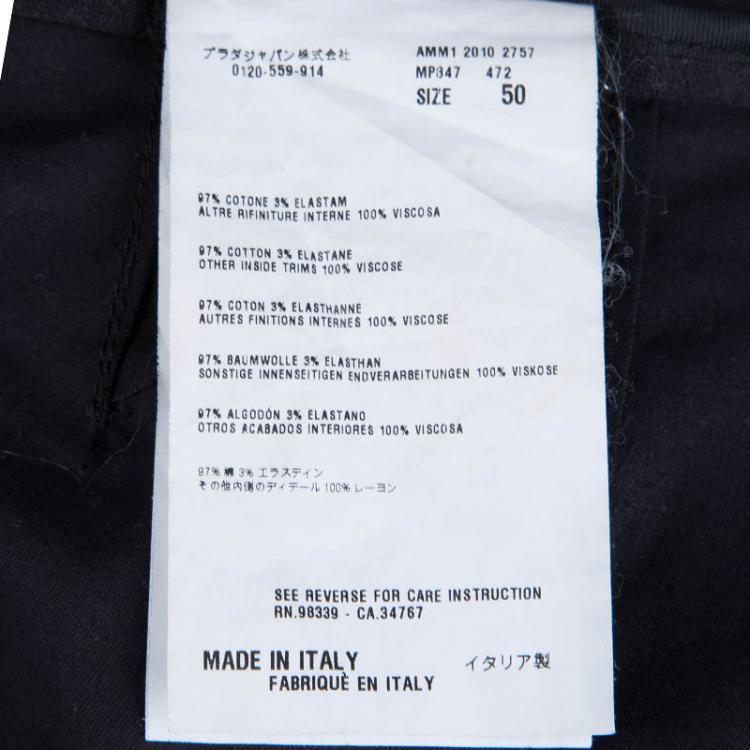 プラダジャパン株式会社
0120-559-914
AMM1 2010 2757
MP847 472
SIZE 50
97% COTONE 3% ELASTAM
ALTRE RIFINITURE INTERNE 100% VISCOSA
97% COTTON 3% ELASTANE
OTHER INSIDE TRIMS 100% VISCOSE
97% COTON 3% ELASTHANNE
AUTRES FINITIONS INTERNES 100% VISCOSE
97% BAUMWOLLE 3% ELASTHAN
SONSTIGE INNENSEITIGEN ENDVERARBEITUNGEN 100% VISKOSE
97% ALGODÓN 3% ELASTANO
OTROS ACABADOS INTERIORES 100% VISCOSA
97% 綿 3% エラステイン
その他内側のディテール 100% レーヨン
SEE REVERSE FOR CARE INSTRUCTION
RN.98339 - CA.34767
MADE IN ITALY イタリア製
FABRIQUÈ EN ITALY